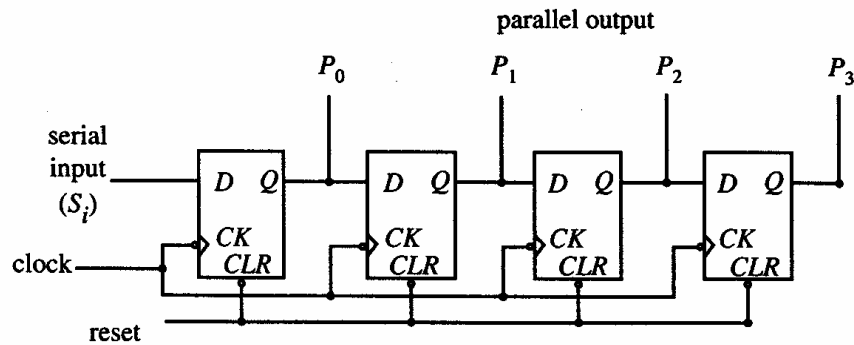 parallel output
P0 P1 P2 P3
serial
input
(Si)
D Q D Q D Q D Q
CK CK CK CK
clock
CLR CLR CLR CLR
reset